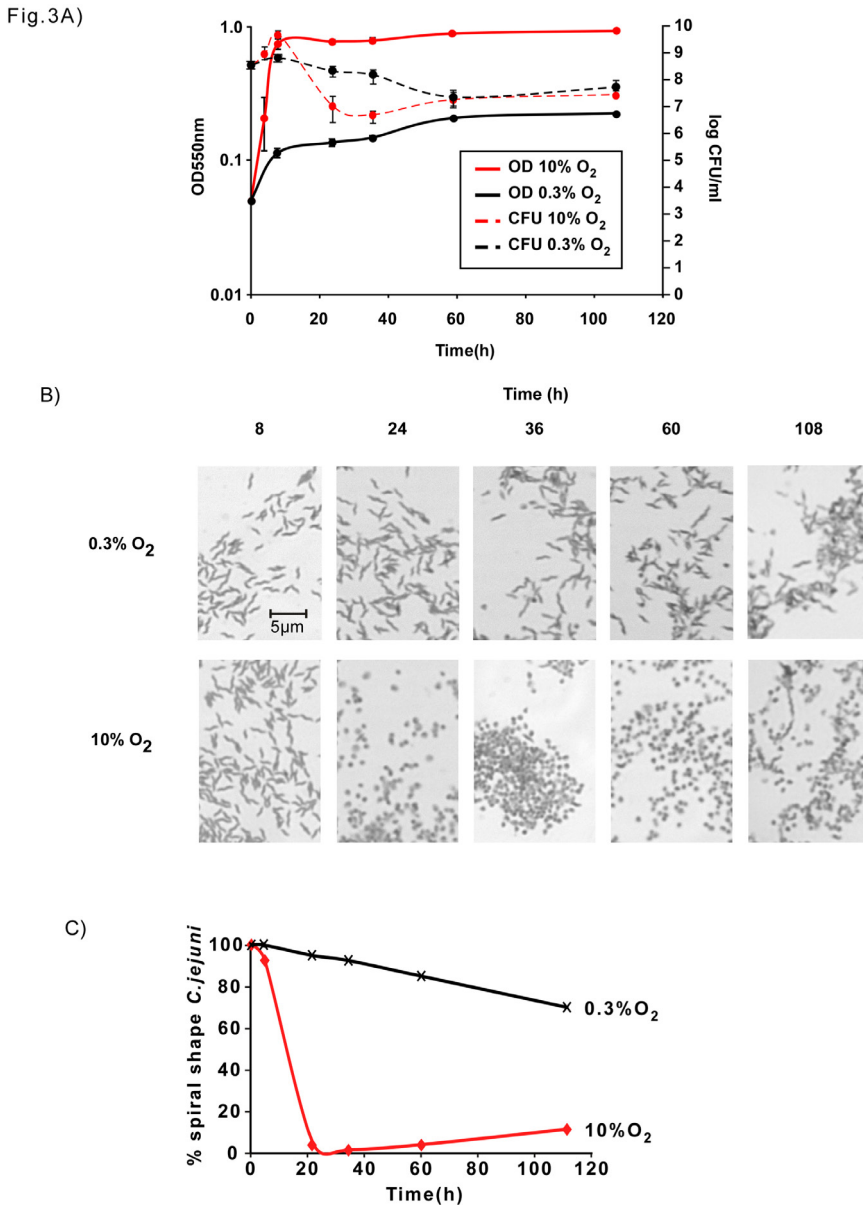 Fig.3A)
1.0
0.1
0.01
OD550nm
10
9
8
7
6
5
4
3
2
1
0
log CFU/ml
OD 10% O2
OD 0.3% O2
CFU 10% O2
CFU 0.3% O2
0 20 40 60 80 100 120
Time(h)
B)
Time (h)
8 24 36 60 108
0.3% O2
5µm
10% O2
C)
% spiral shape C.jejuni
100
80
60
40
20
0
0.3%O2
10%O2
0 20 40 60 80 100 120
Time(h)